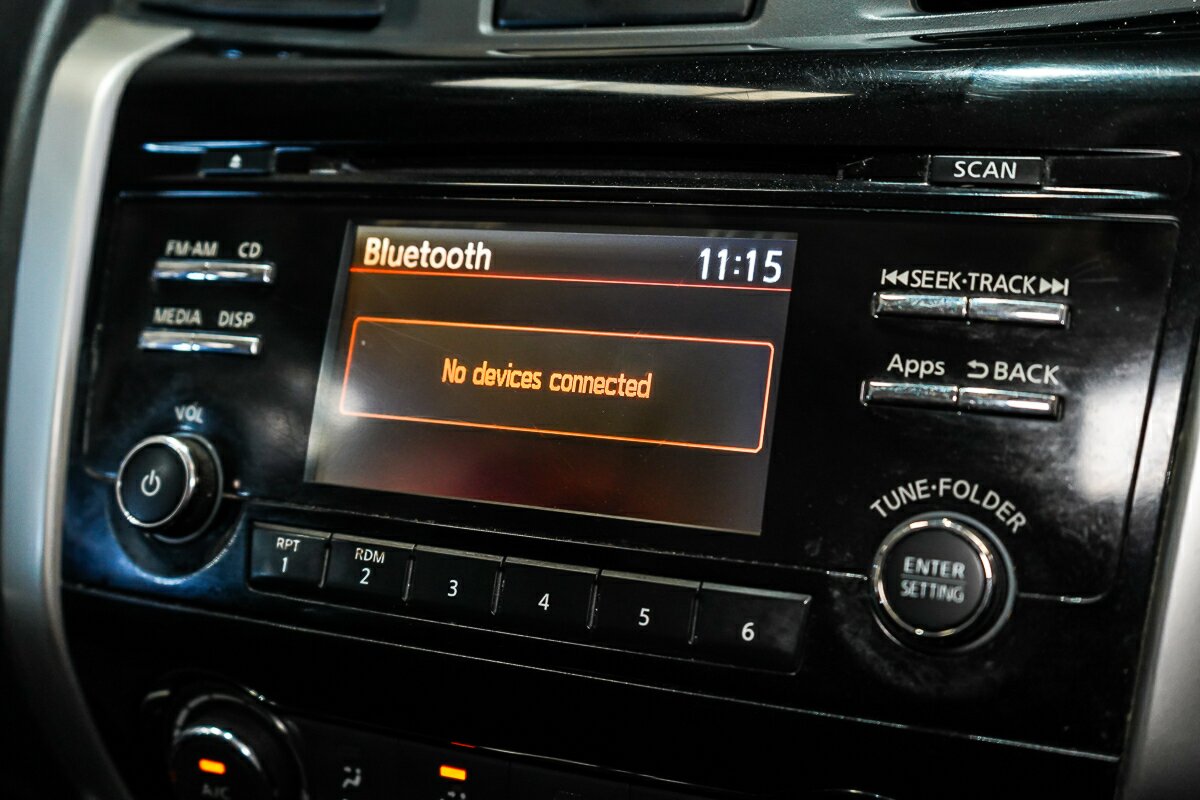 SCAN
FM·AM CD
MEDIA DISP
VOL
Bluetooth 11:15
No devices connected
SEEK·TRACK
Apps BACK
TUNE·FOLDER
ENTER
SETTING
RPT
1
RDM
2
3
4
5
6
A/C